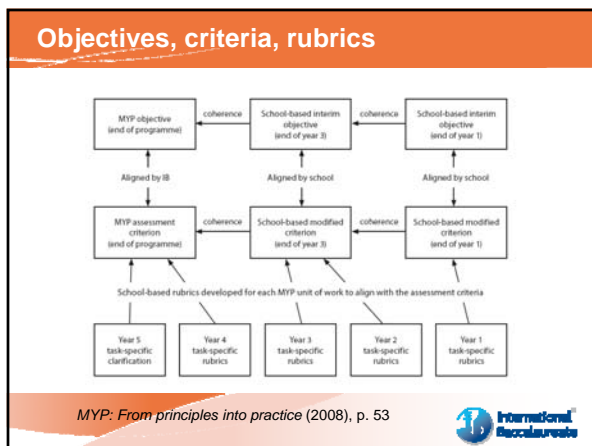 Objectives, criteria, rubrics
MYP objective
(end of programme)
coherence
School-based interim
objective
(end of year 3)
coherence
School-based interim
objective
(end of year 1)
Aligned by IB
Aligned by school
Aligned by school
MYP assessment
criterion
(end of programme)
coherence
School-based modified
criterion
(end of year 3)
coherence
School-based modified
criterion
(end of year 1)
School-based rubrics developed for each MYP unit of work to align with the assessment criteria
Year 5
task-specific
clarification
Year 4
task-specific
rubrics
Year 3
task-specific
rubrics
Year 2
task-specific
rubrics
Year 1
task-specific
rubrics
MYP: From principles into practice (2008), p. 53
International
Baccalaureate